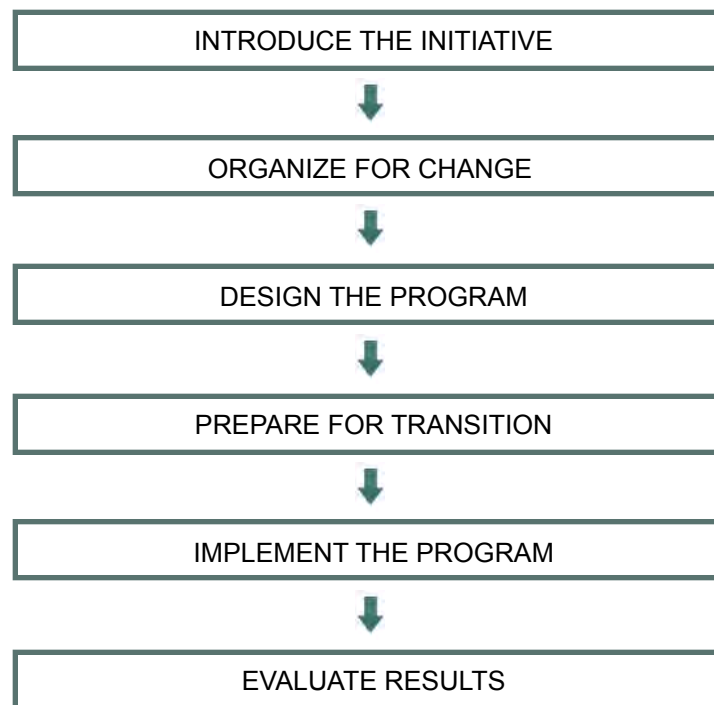 INTRODUCE THE INITIATIVE
ORGANIZE FOR CHANGE
DESIGN THE PROGRAM
PREPARE FOR TRANSITION
IMPLEMENT THE PROGRAM
EVALUATE RESULTS